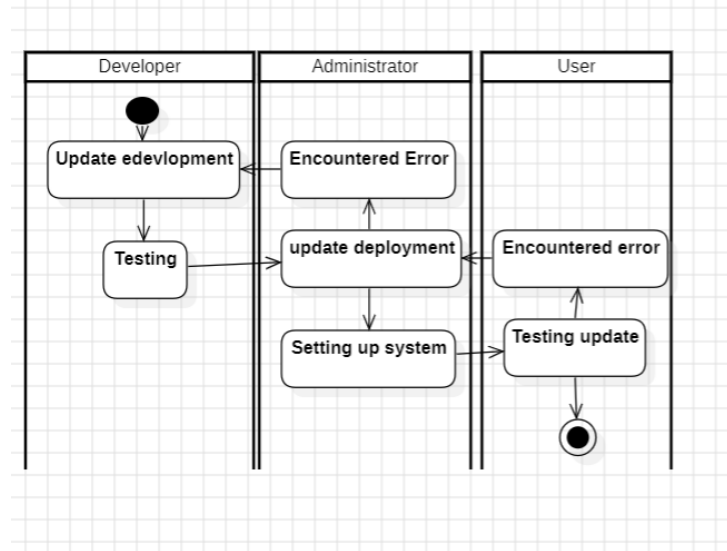 Developer
Administrator
User
Update edevlopment
Encountered Error
update deployment
Encountered error
Testing
Setting up system
Testing update